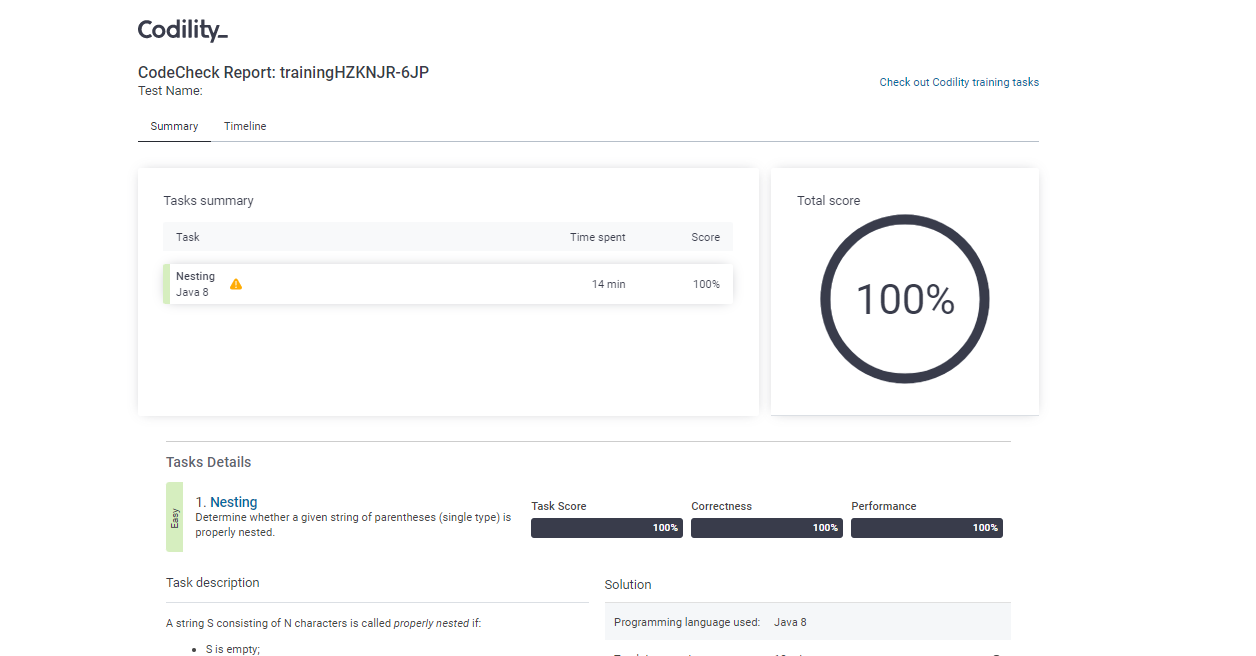 Codility_
CodeCheck Report: trainingHZKNJR-6JP
Test Name:
Check out Codility training tasks
Summary Timeline
Tasks summary
Task Time spent Score
Nesting
Java 8
14 min 100%
Total score
100%
Tasks Details
Easy
1. Nesting
Determine whether a given string of parentheses (single type) is
properly nested.
Task Score Correctness Performance
100% 100% 100%
Task description
A string S consisting of N characters is called properly nested if:
• S is empty;
Solution
Programming language used: Java 8